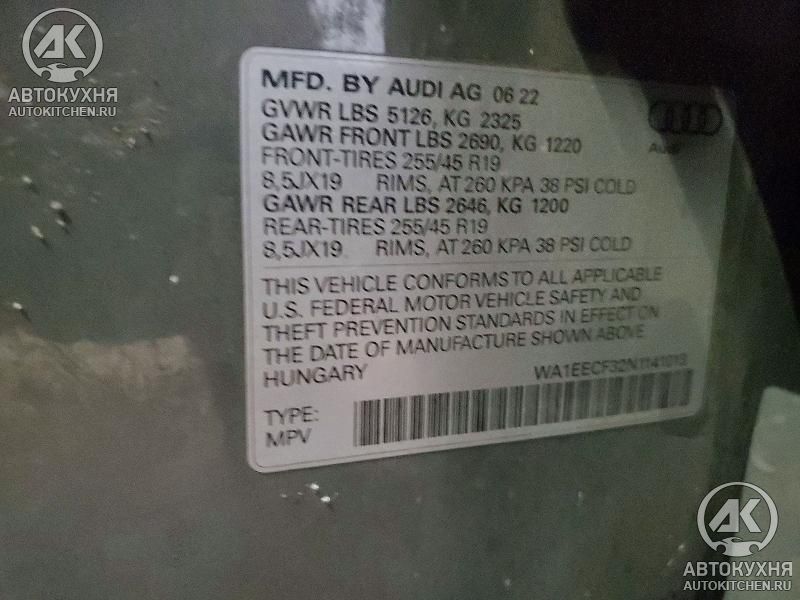 AK
АВТОКУХНЯ
AUTOKITCHEN.RU
MFD. BY AUDI AG 06 22
GVWR LBS 5126, KG 2325
GAWR FRONT LBS 2690, KG 1220
FRONT-TIRES 255/45 R19
8,5JX19 RIMS, AT 260 KPA 38 PSI COLD
GAWR REAR LBS 2646, KG 1200
REAR-TIRES 255/45 R19
8,5JX19 RIMS, AT 260 KPA 38 PSI COLD
Audi
THIS VEHICLE CONFORMS TO ALL APPLICABLE
U.S. FEDERAL MOTOR VEHICLE SAFETY AND
THEFT PREVENTION STANDARDS IN EFFECT ON
THE DATE OF MANUFACTURE SHOWN ABOVE
HUNGARY
WA1EECF32N1141013
TYPE:
MPV
AK
АВТОКУХНЯ
AUTOKITCHEN.RU